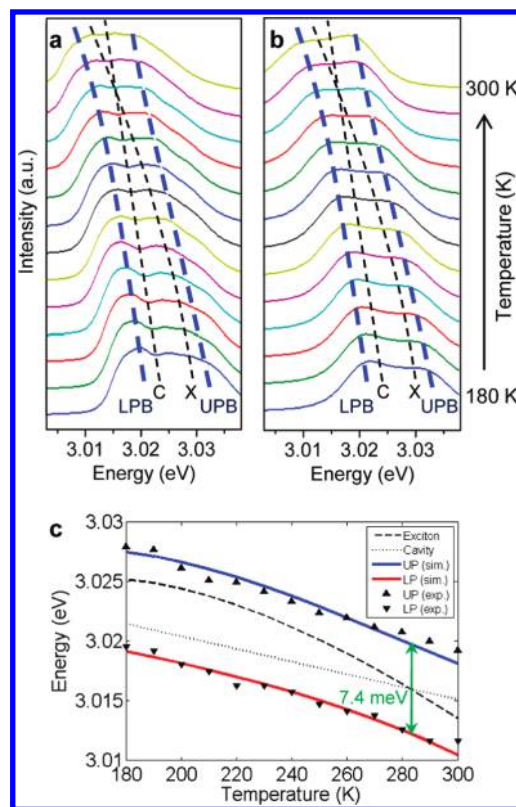 a
b
300 K
Intensity (a.u.)
Temperature (K)
LPB C X UPB
LPB C X UPB
180 K
3.01 3.02 3.03
3.01 3.02 3.03
Energy (eV)
Energy (eV)
c
3.03
3.025
3.02
3.015
3.01
Energy (eV)
Exciton
Cavity
UP (sim.)
LP (sim.)
UP (exp.)
LP (exp.)
7.4 meV
180 200 220 240 260 280 300
Temperature (K)